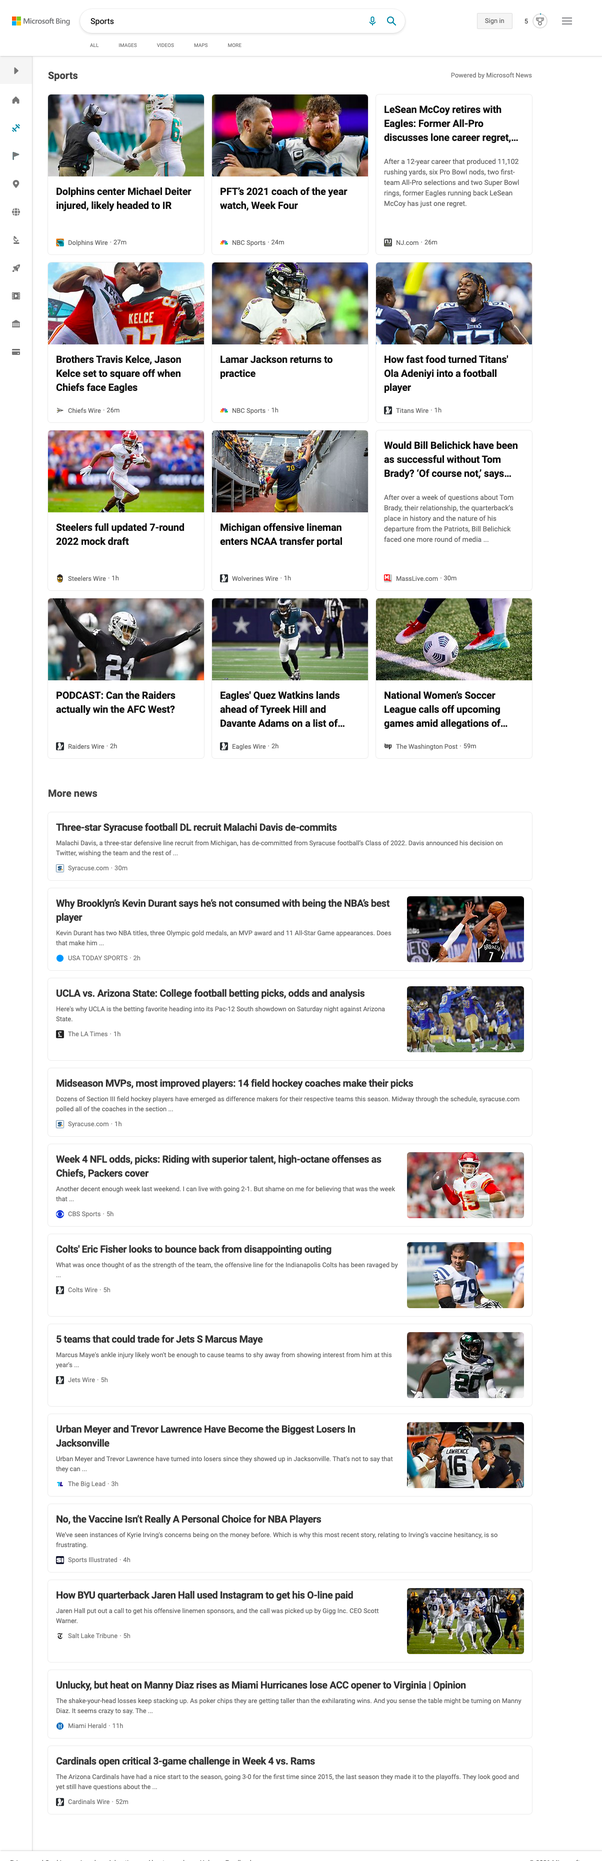 Microsoft Bing
Sports
Sign in
5
ALL
IMAGES
VIDEOS
MAPS
MORE
Sports
Powered by Microsoft News
Dolphins center Michael Deiter
injured, likely headed to IR
Dolphins Wire · 27m
PFT's 2021 coach of the year
watch, Week Four
NBC Sports · 24m
LeSean McCoy retires with
Eagles: Former All-Pro
discusses lone career regret,...
After a 12-year career that produced 11,102
rushing yards, six Pro Bowl nods, two first-
team All-Pro selections and two Super Bowl
rings, former Eagles running back LeSean
McCoy has just one regret.
NJ.com · 26m
KELCE
Brothers Travis Kelce, Jason
Kelce set to square off when
Chiefs face Eagles
Chiefs Wire · 26m
Lamar Jackson returns to
practice
NBC Sports · 1h
TITANS
How fast food turned Titans'
Ola Adeniyi into a football
player
Titans Wire · 1h
Steelers full updated 7-round
2022 mock draft
Steelers Wire · 1h
70
Michigan offensive lineman
enters NCAA transfer portal
Wolverines Wire · 1h
Would Bill Belichick have been
as successful without Tom
Brady? 'Of course not,' says...
After over a week of questions about Tom
Brady, their relationship, the quarterback's
place in history and the nature of his
departure from the Patriots, Bill Belichick
faced one more round of media ...
MassLive.com · 30m
24
PODCAST: Can the Raiders
actually win the AFC West?
Raiders Wire · 2h
Eagles' Quez Watkins lands
ahead of Tyreek Hill and
Davante Adams on a list of...
Eagles Wire · 2h
National Women's Soccer
League calls off upcoming
games amid allegations of...
wp
The Washington Post · 59m
More news
Three-star Syracuse football DL recruit Malachi Davis de-commits
Malachi Davis, a three-star defensive line recruit from Michigan, has de-committed from Syracuse football's Class of 2022. Davis announced his decision on
Twitter, wishing the team and the rest of ...
Syracuse.com · 30m
Why Brooklyn's Kevin Durant says he's not consumed with being the NBA's best
player
Kevin Durant has two NBA titles, three Olympic gold medals, an MVP award and 11 All-Star Game appearances. Does
that make him ...
USA TODAY SPORTS · 2h
7
UCLA vs. Arizona State: College football betting picks, odds and analysis
Here's why UCLA is the betting favorite heading into its Pac-12 South showdown on Saturday night against Arizona
State.
The LA Times · 1h
Midseason MVPs, most improved players: 14 field hockey coaches make their picks
Dozens of Section III field hockey players have emerged as difference makers for their respective teams this season. Midway through the schedule, syracuse.com
polled all of the coaches in the section ...
Syracuse.com · 1h
Week 4 NFL odds, picks: Riding with superior talent, high-octane offenses as
Chiefs, Packers cover
Another decent enough week last weekend. I can live with going 2-1. But shame on me for believing that was the week
that ...
CBS Sports · 5h
15
Colts' Eric Fisher looks to bounce back from disappointing outing
What was once thought of as the strength of the team, the offensive line for the Indianapolis Colts has been ravaged by
...
Colts Wire · 5h
79
5 teams that could trade for Jets S Marcus Maye
Marcus Maye's ankle injury likely won't be enough to cause teams to shy away from showing interest from him at this
year's ...
Jets Wire · 5h
20
Urban Meyer and Trevor Lawrence Have Become the Biggest Losers In
Jacksonville
Urban Meyer and Trevor Lawrence have turned into losers since they showed up in Jacksonville. That's not to say that
they can ...
The Big Lead · 3h
LAWRENCE
16
No, the Vaccine Isn't Really A Personal Choice for NBA Players
We've seen instances of Kyrie Irving's concerns being on the money before. Which is why this most recent story, relating to Irving's vaccine hesitancy, is so
frustrating.
Sports Illustrated · 4h
How BYU quarterback Jaren Hall used Instagram to get his O-line paid
Jaren Hall put out a call to get his offensive linemen sponsors, and the call was picked up by Gigg Inc. CEO Scott
Warner.
Salt Lake Tribune · 5h
Unlucky, but heat on Manny Diaz rises as Miami Hurricanes lose ACC opener to Virginia | Opinion
The shake-your-head losses keep stacking up. As poker chips they are getting taller than the exhilarating wins. And you sense the table might be turning on Manny
Diaz. It seems crazy to say. The ...
Miami Herald · 11h
Cardinals open critical 3-game challenge in Week 4 vs. Rams
The Arizona Cardinals have had a nice start to the season, going 3-0 for the first time since 2015, the last season they made it to the playoffs. They look good and
yet still have questions about the ...
Cardinals Wire · 52m